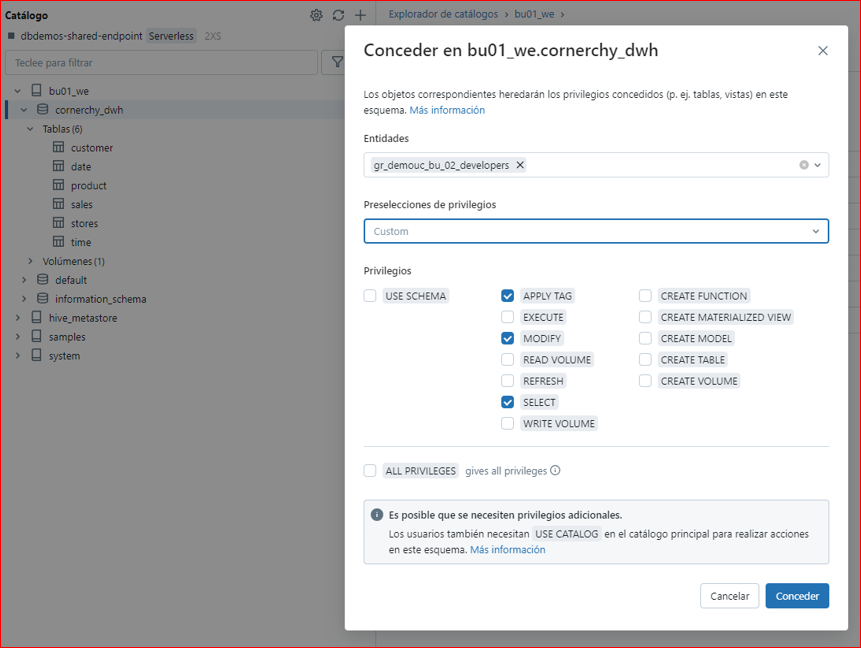 Catálogo
dbdemos-shared-endpoint Serverless 2XS
Teclee para filtrar
bu01_we
cornerchy_dwh
Tablas (6)
customer
date
product
sales
stores
time
Volúmenes (1)
default
information_schema
hive_metastore
samples
system
Explorador de catálogos > bu01_we >
Conceder en bu01_we.cornerchy_dwh
Los objetos correspondientes heredarán los privilegios concedidos (p. ej. tablas, vistas) en este
esquema. Más información
Entidades
gr_democ_bu_02_developers
Preselecciones de privilegios
Custom
Privilegios
USE SCHEMA
APPLY TAG
EXECUTE
MODIFY
READ VOLUME
REFRESH
SELECT
WRITE VOLUME
CREATE FUNCTION
CREATE MATERIALIZED VIEW
CREATE MODEL
CREATE TABLE
CREATE VOLUME
ALL PRIVILEGES gives all privileges
Es posible que se necesiten privilegios adicionales.
Los usuarios también necesitan USE CATALOG en el catálogo principal para realizar acciones
en este esquema. Más información
Cancelar
Conceder